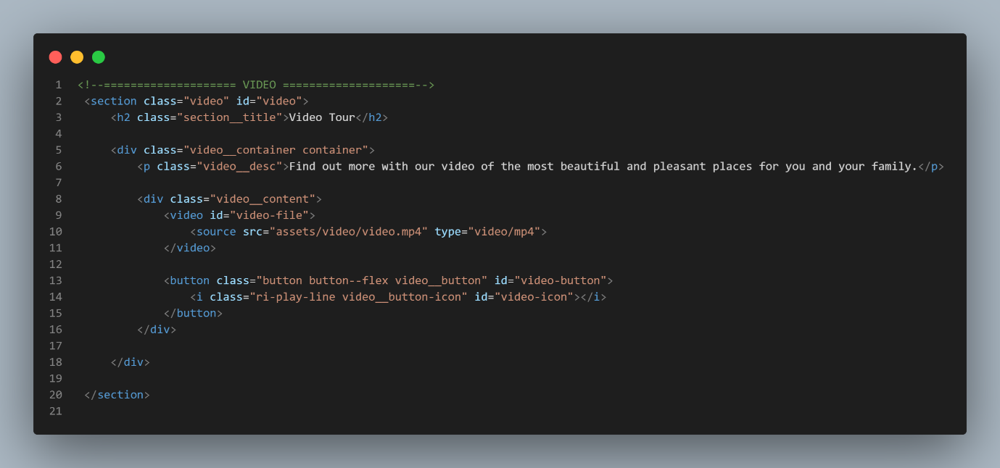 1 <!--==================== VIDEO ====================-->
2  <section class="video" id="video">
3      <h2 class="section__title">Video Tour</h2>
4
5      <div class="video__container container">
6          <p class="video__desc">Find out more with our video of the most beautiful and pleasant places for you and your family.</p>
7
8          <div class="video__content">
9              <video id="video-file">
10                 <source src="assets/video/video.mp4" type="video/mp4">
11             </video>
12
13             <button class="button button--flex video__button" id="video-button">
14                 <i class="ri-play-line video__button-icon" id="video-icon"></i>
15             </button>
16         </div>
17
18     </div>
19
20 </section>
21